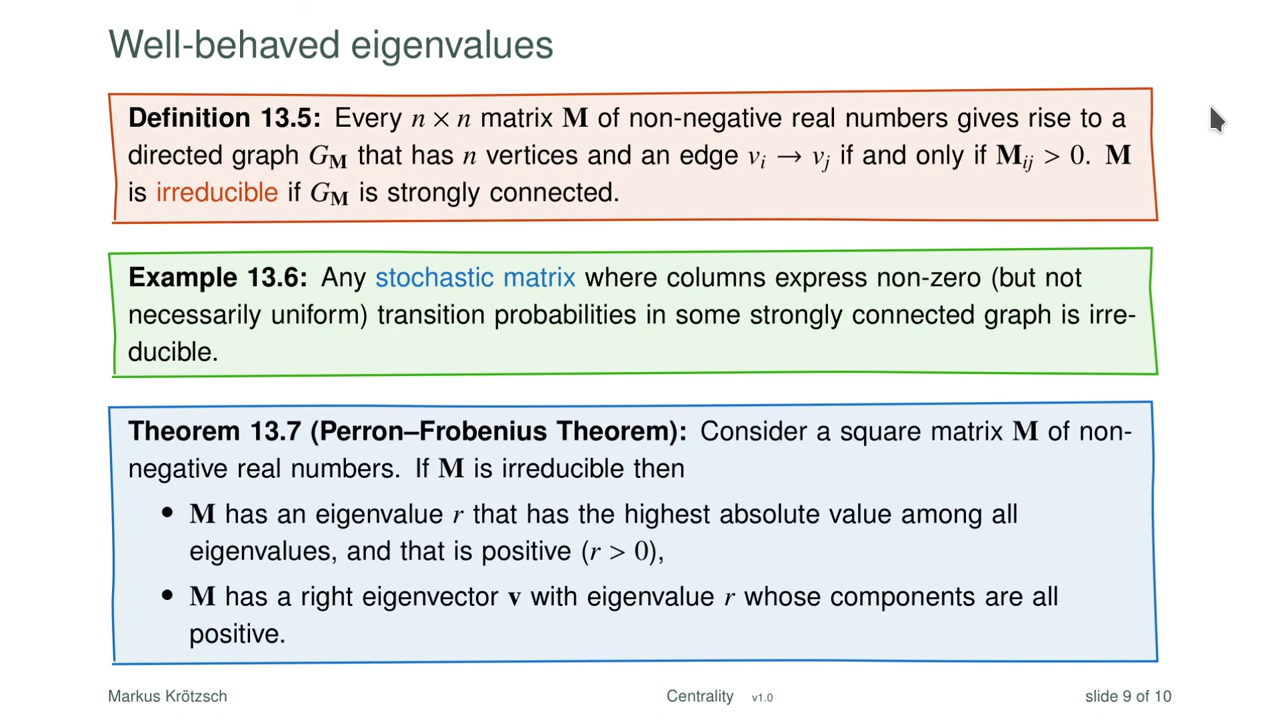 Well-behaved eigenvalues
Definition 13.5: Every n × n matrix M of non-negative real numbers gives rise to a
directed graph G_M that has n vertices and an edge v_i → v_j if and only if M_ij > 0. M
is irreducible if G_M is strongly connected.
Example 13.6: Any stochastic matrix where columns express non-zero (but not
necessarily uniform) transition probabilities in some strongly connected graph is irre-
ducible.
Theorem 13.7 (Perron–Frobenius Theorem): Consider a square matrix M of non-
negative real numbers. If M is irreducible then
• M has an eigenvalue r that has the highest absolute value among all
eigenvalues, and that is positive (r > 0),
• M has a right eigenvector v with eigenvalue r whose components are all
positive.
Markus Krötzsch Centrality v1.0 slide 9 of 10